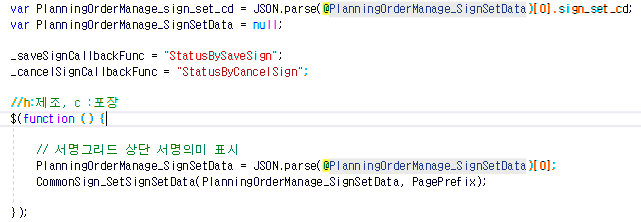 var PlanningOrderManage_sign_set_cd = JSON.parse(@PlanningOrderManage_SignSetData)[0].sign_set_cd;
var PlanningOrderManage_SignSetData = null;
_saveSignCallbackFunc = "StatusBySaveSign";
_cancelSignCallbackFunc = "StatusByCancelSign";
//h:제조, c :포장
$(function () {
// 서명그리드 상단 서명의미 표시
PlanningOrderManage_SignSetData = JSON.parse(@PlanningOrderManage_SignSetData)[0];
CommonSign_SetSignSetData(PlanningOrderManage_SignSetData, PagePrefix);
});